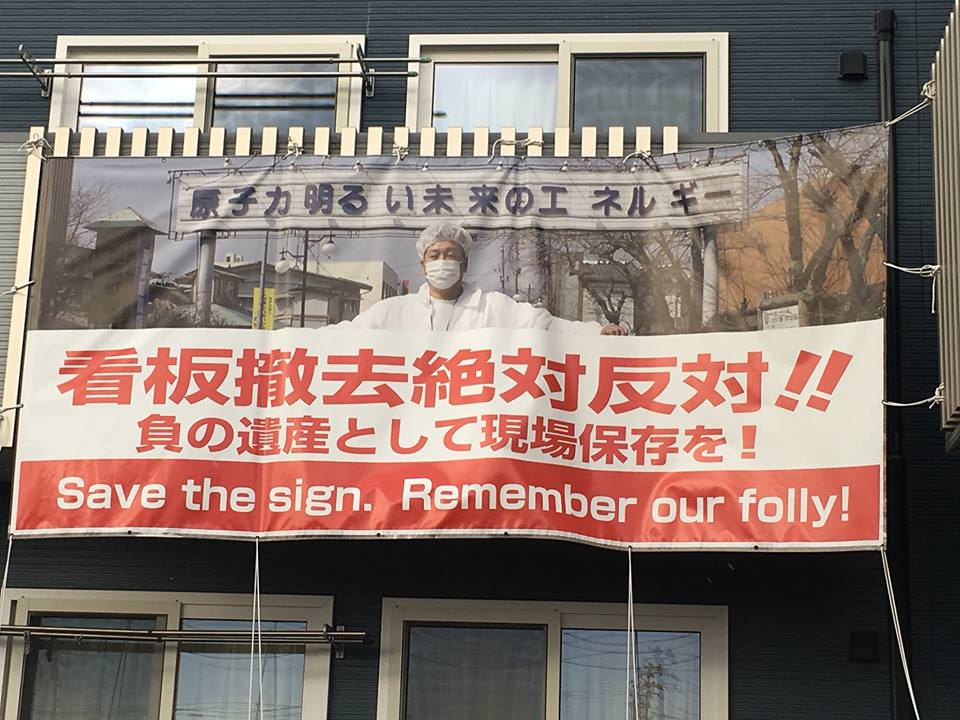 原子力明るい未来のエネルギー
看板撤去絶対反対!!
負の遺産として現場保存を！
Save the sign. Remember our folly!